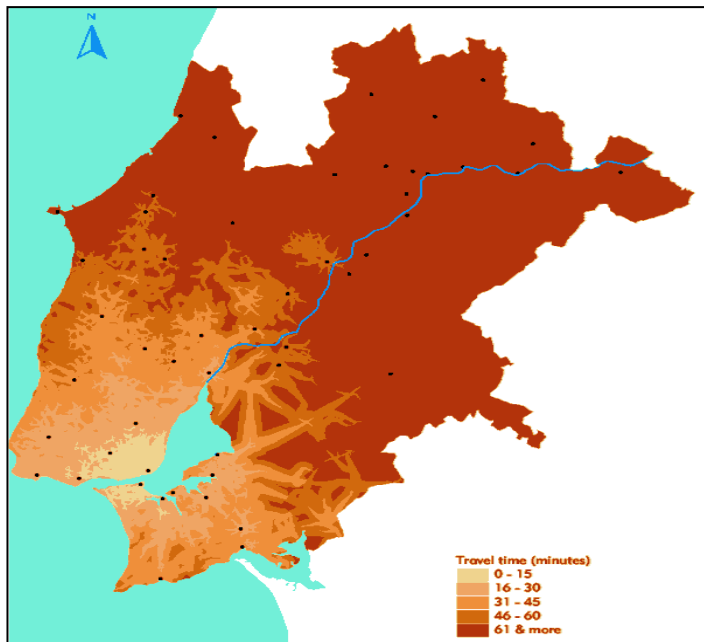 N
Travel time (minutes)
0 - 15
16 - 30
31 - 45
46 - 60
61 & more